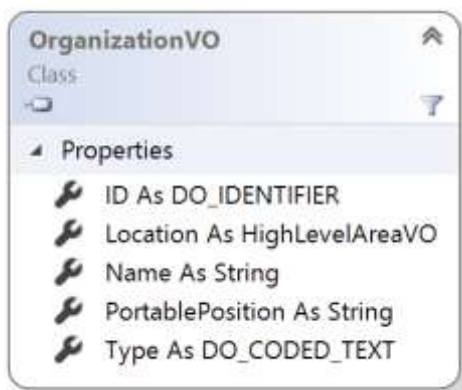 OrganizationVO
Class
Properties
ID As DO_IDENTIFIER
Location As HighLevelAreaVO
Name As String
PortablePosition As String
Type As DO_CODED_TEXT